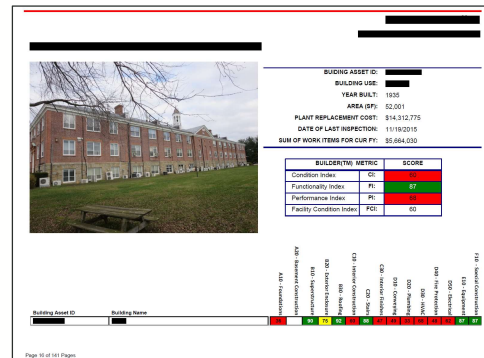 BUIDING ASSET ID:
BUILDING USE:
YEAR BUILT: 1935
AREA (SF): 52,001
PLANT REPLACEMENT COST: $14,312,775
DATE OF LAST INSPECTION: 11/19/2015
SUM OF WORK ITEMS FOR CUR FY: $5,664,030
BUILDER(TM) METRIC SCORE
Condition Index CI:
Functionality Index FI: 87
Performance Index PI:
Facility Condition Index FCI: 60
A10 - Foundations
A20 - Basement Construction
B10 - Superstructure
B20 - Exterior Enclosure
B30 - Roofing
C10 - Interior Construction
C20 - Stairs
C30 - Interior Finishes
D10 - Conveying
D20 - Plumbing
D30 - HVAC
D40 - Fire Protection
D50 - Electrical
E10 - Equipment
F10 - Special Construction
Building Asset ID Building Name
90 75 92 88 87 87
Page 10 of 141 Pages